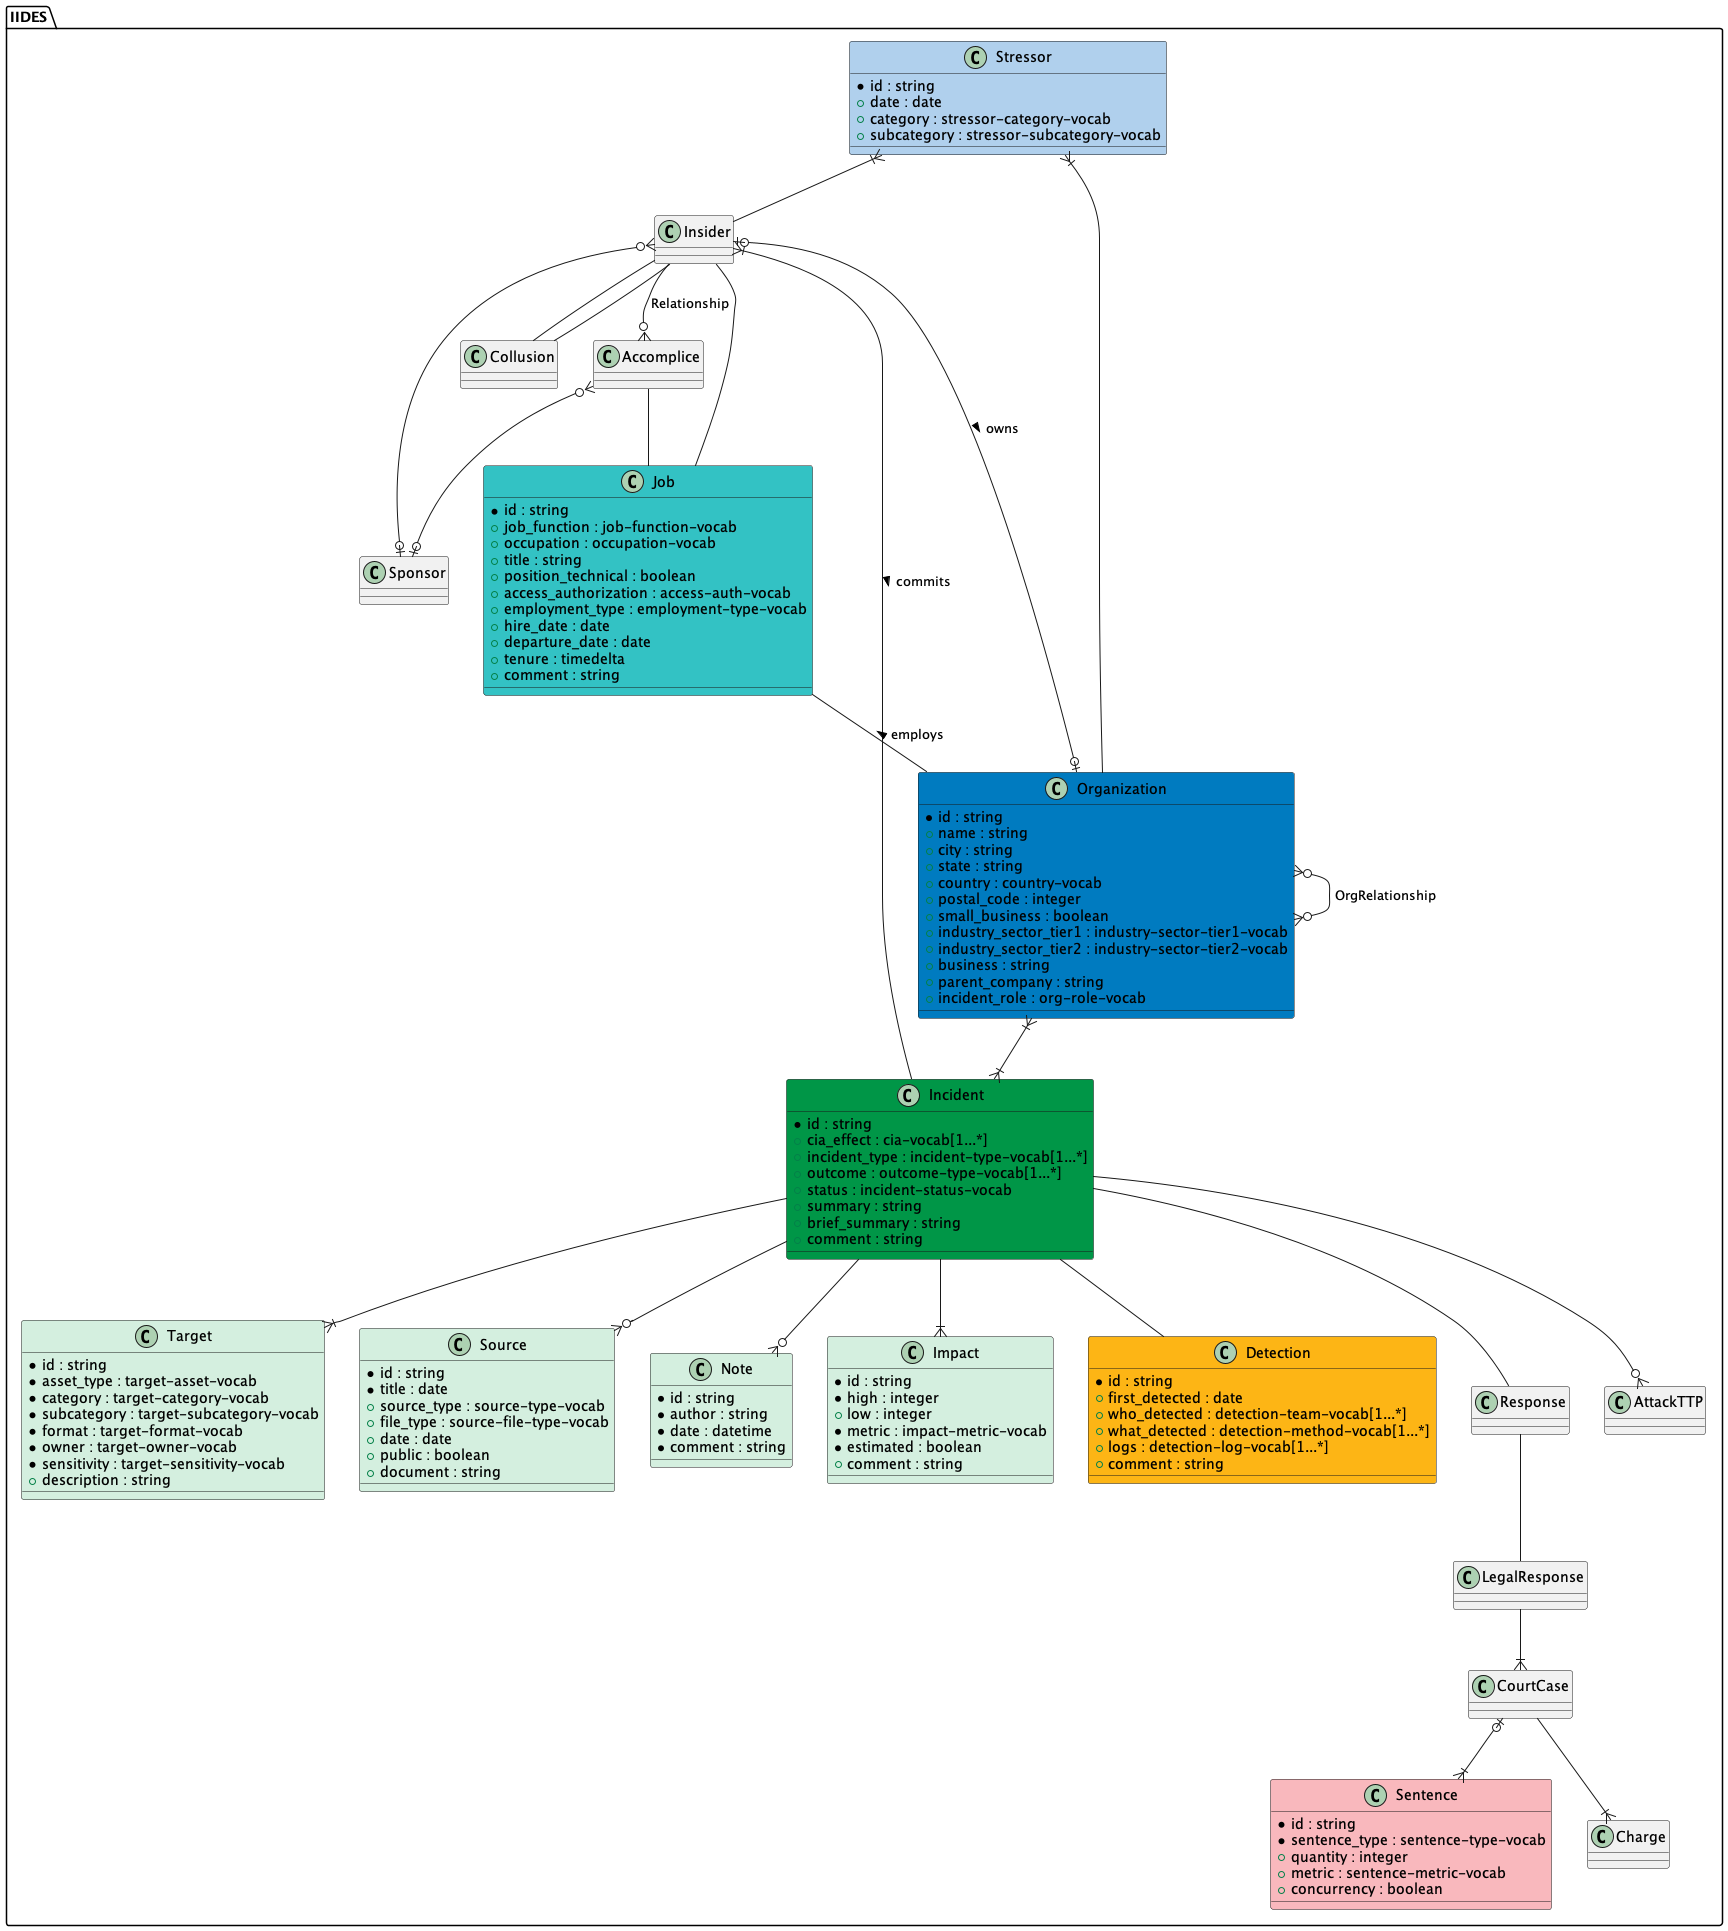 IIDES
C Stressor
id : string
date : date
category : stressor-category-vocab
subcategory : stressor-subcategory-vocab
C Insider
Relationship
C Collusion
C Accomplice
owns
C Job
id : string
job_function : job-function-vocab
occupation : occupation-vocab
title : string
position_technical : boolean
access_authorization : access-auth-vocab
employment_type : employment-type-vocab
hire_date : date
departure_date : date
tenure : timedelta
comment : string
C Sponsor
commits
employs
C Organization
id : string
name : string
city : string
state : string
country : country-vocab
postal_code : integer
small_business : boolean
industry_sector_tier1 : industry-sector-tier1-vocab
industry_sector_tier2 : industry-sector-tier2-vocab
business : string
parent_company : string
incident_role : org-role-vocab
OrgRelationship
C Incident
id : string
cia_effect : cia-vocab[1...*]
incident_type : incident-type-vocab[1...*]
outcome : outcome-type-vocab[1...*]
status : incident-status-vocab
summary : string
brief_summary : string
comment : string
C Target
id : string
asset_type : target-asset-vocab
category : target-category-vocab
subcategory : target-subcategory-vocab
format : target-format-vocab
owner : target-owner-vocab
sensitivity : target-sensitivity-vocab
description : string
C Source
id : string
title : date
source_type : source-type-vocab
file_type : source-file-type-vocab
date : date
public : boolean
document : string
C Note
id : string
author : string
date : datetime
comment : string
C Impact
id : string
high : integer
low : integer
metric : impact-metric-vocab
estimated : boolean
comment : string
C Detection
id : string
first_detected : date
who_detected : detection-team-vocab[1...*]
what_detected : detection-method-vocab[1...*]
logs : detection-log-vocab[1...*]
comment : string
C Response
C AttackTTP
C LegalResponse
C CourtCase
C Sentence
id : string
sentence_type : sentence-type-vocab
quantity : integer
metric : sentence-metric-vocab
concurrency : boolean
C Charge